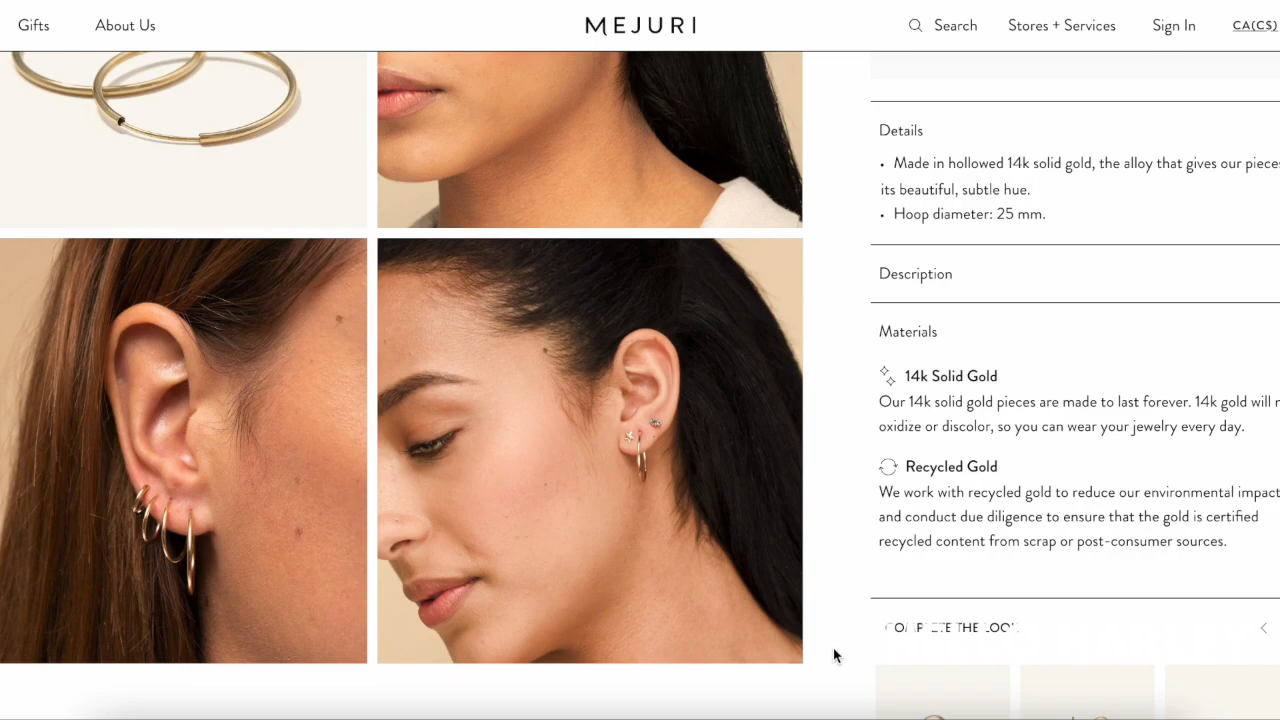 Gifts
About Us
MEJURI
Search
Stores + Services
Sign In
CA(C$)
Details
• Made in hollowed 14k solid gold, the alloy that gives our pieces
its beautiful, subtle hue.
• Hoop diameter: 25 mm.
Description
Materials
14k Solid Gold
Our 14k solid gold pieces are made to last forever. 14k gold will
oxidize or discolor, so you can wear your jewelry every day.
Recycled Gold
We work with recycled gold to reduce our environmental impact
and conduct due diligence to ensure that the gold is certified
recycled content from scrap or post-consumer sources.
COMPLETE THE LOOK